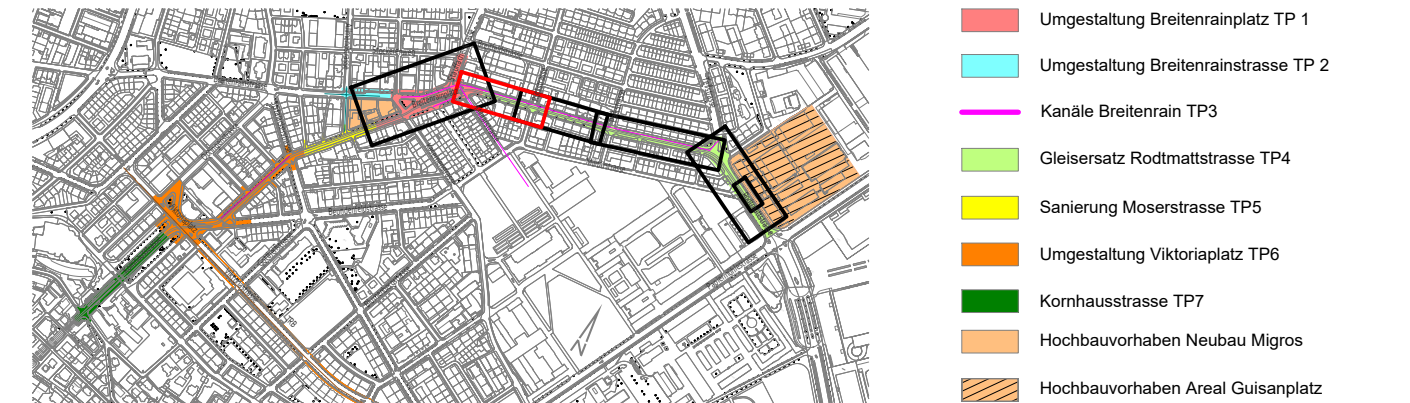 Umgestaltung Breitenrainplatz TP 1
Umgestaltung Breitenrainstrasse TP 2
Kanäle Breitenrain TP3
Gleisersatz Rodtmattstrasse TP4
Sanierung Moserstrasse TP5
Umgestaltung Viktoriaplatz TP6
Kornhausstrasse TP7
Hochbauvorhaben Neubau Migros
Hochbauvorhaben Areal Guisanplatz